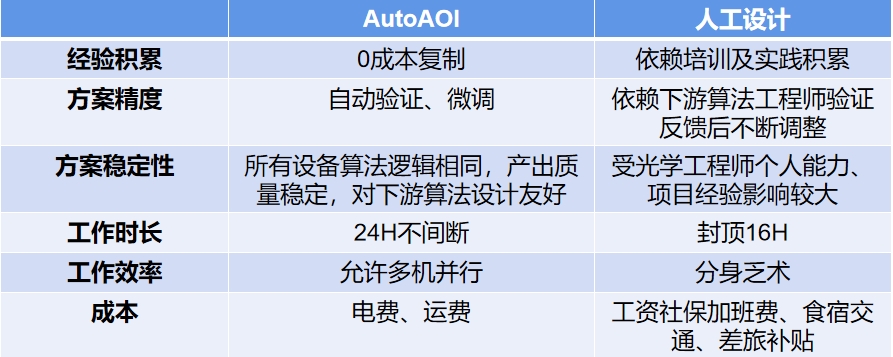 AutoAOI 人工设计
经验积累 0成本复制 依赖培训及实践积累
方案精度 自动验证、微调 依赖下游算法工程师验证
反馈后不断调整
方案稳定性 所有设备算法逻辑相同，产出质
量稳定，对下游算法设计友好
受光学工程师个人能力、
项目经验影响较大
工作时长 24H不间断 封顶16H
工作效率 允许多机并行 分身乏术
成本 电费、运费 工资社保加班费、食宿交
通、差旅补贴